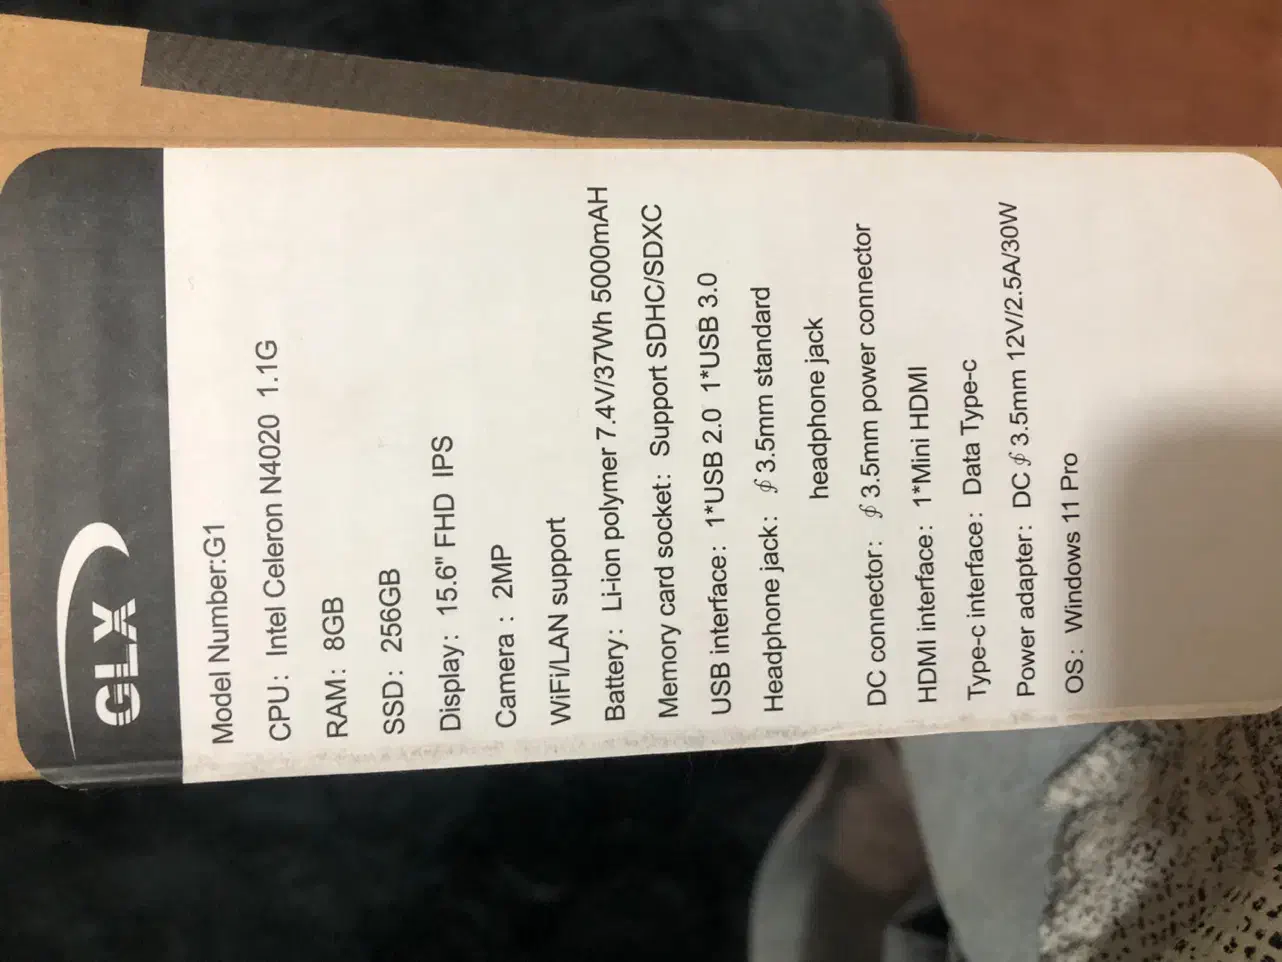 GLX
Model Number:G1
CPU: Intel Celeron N4020 1.1G
RAM: 8GB
SSD: 256GB
Display: 15.6" FHD IPS
Camera : 2MP
WiFi/LAN support
Battery: Li-ion polymer 7.4V/37Wh 5000mAH
Memory card socket: Support SDHC/SDXC
USB interface: 1*USB 2.0 1*USB 3.0
Headphone jack: ∮3.5mm standard
headphone jack
DC connector: ∮3.5mm power connector
HDMI interface: 1*Mini HDMI
Type-c interface: Data Type-c
Power adapter: DC∮3.5mm 12V/2.5A/30W
OS: Windows 11 Pro